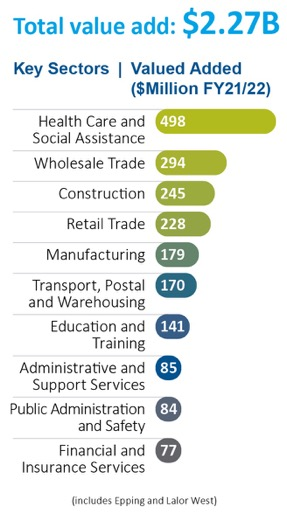 Total value add: $2.27B
Key Sectors | Valued Added
($Million FY21/22)
Health Care and
Social Assistance
498
Wholesale Trade
294
Construction
245
Retail Trade
228
Manufacturing
179
Transport, Postal
and Warehousing
170
Education and
Training
141
Administrative and
Support Services
85
Public Administration
and Safety
84
Financial and
Insurance Services
77
(includes Epping and Lalor West)